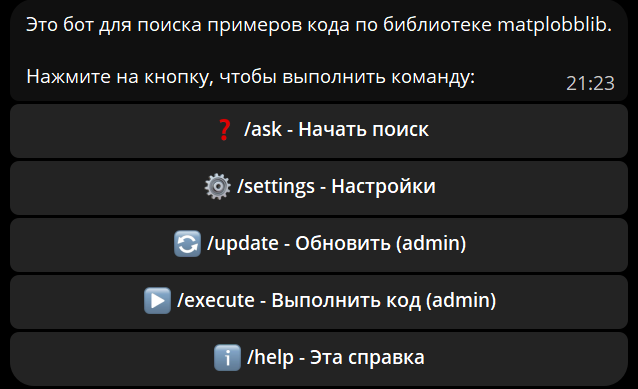 Это бот для поиска примеров кода по библиотеке matplobblib.
Нажмите на кнопку, чтобы выполнить команду:
21:23
❓ /ask - Начать поиск
⚙️ /settings - Настройки
🔄 /update - Обновить (admin)
▶️ /execute - Выполнить код (admin)
ℹ️ /help - Эта справка